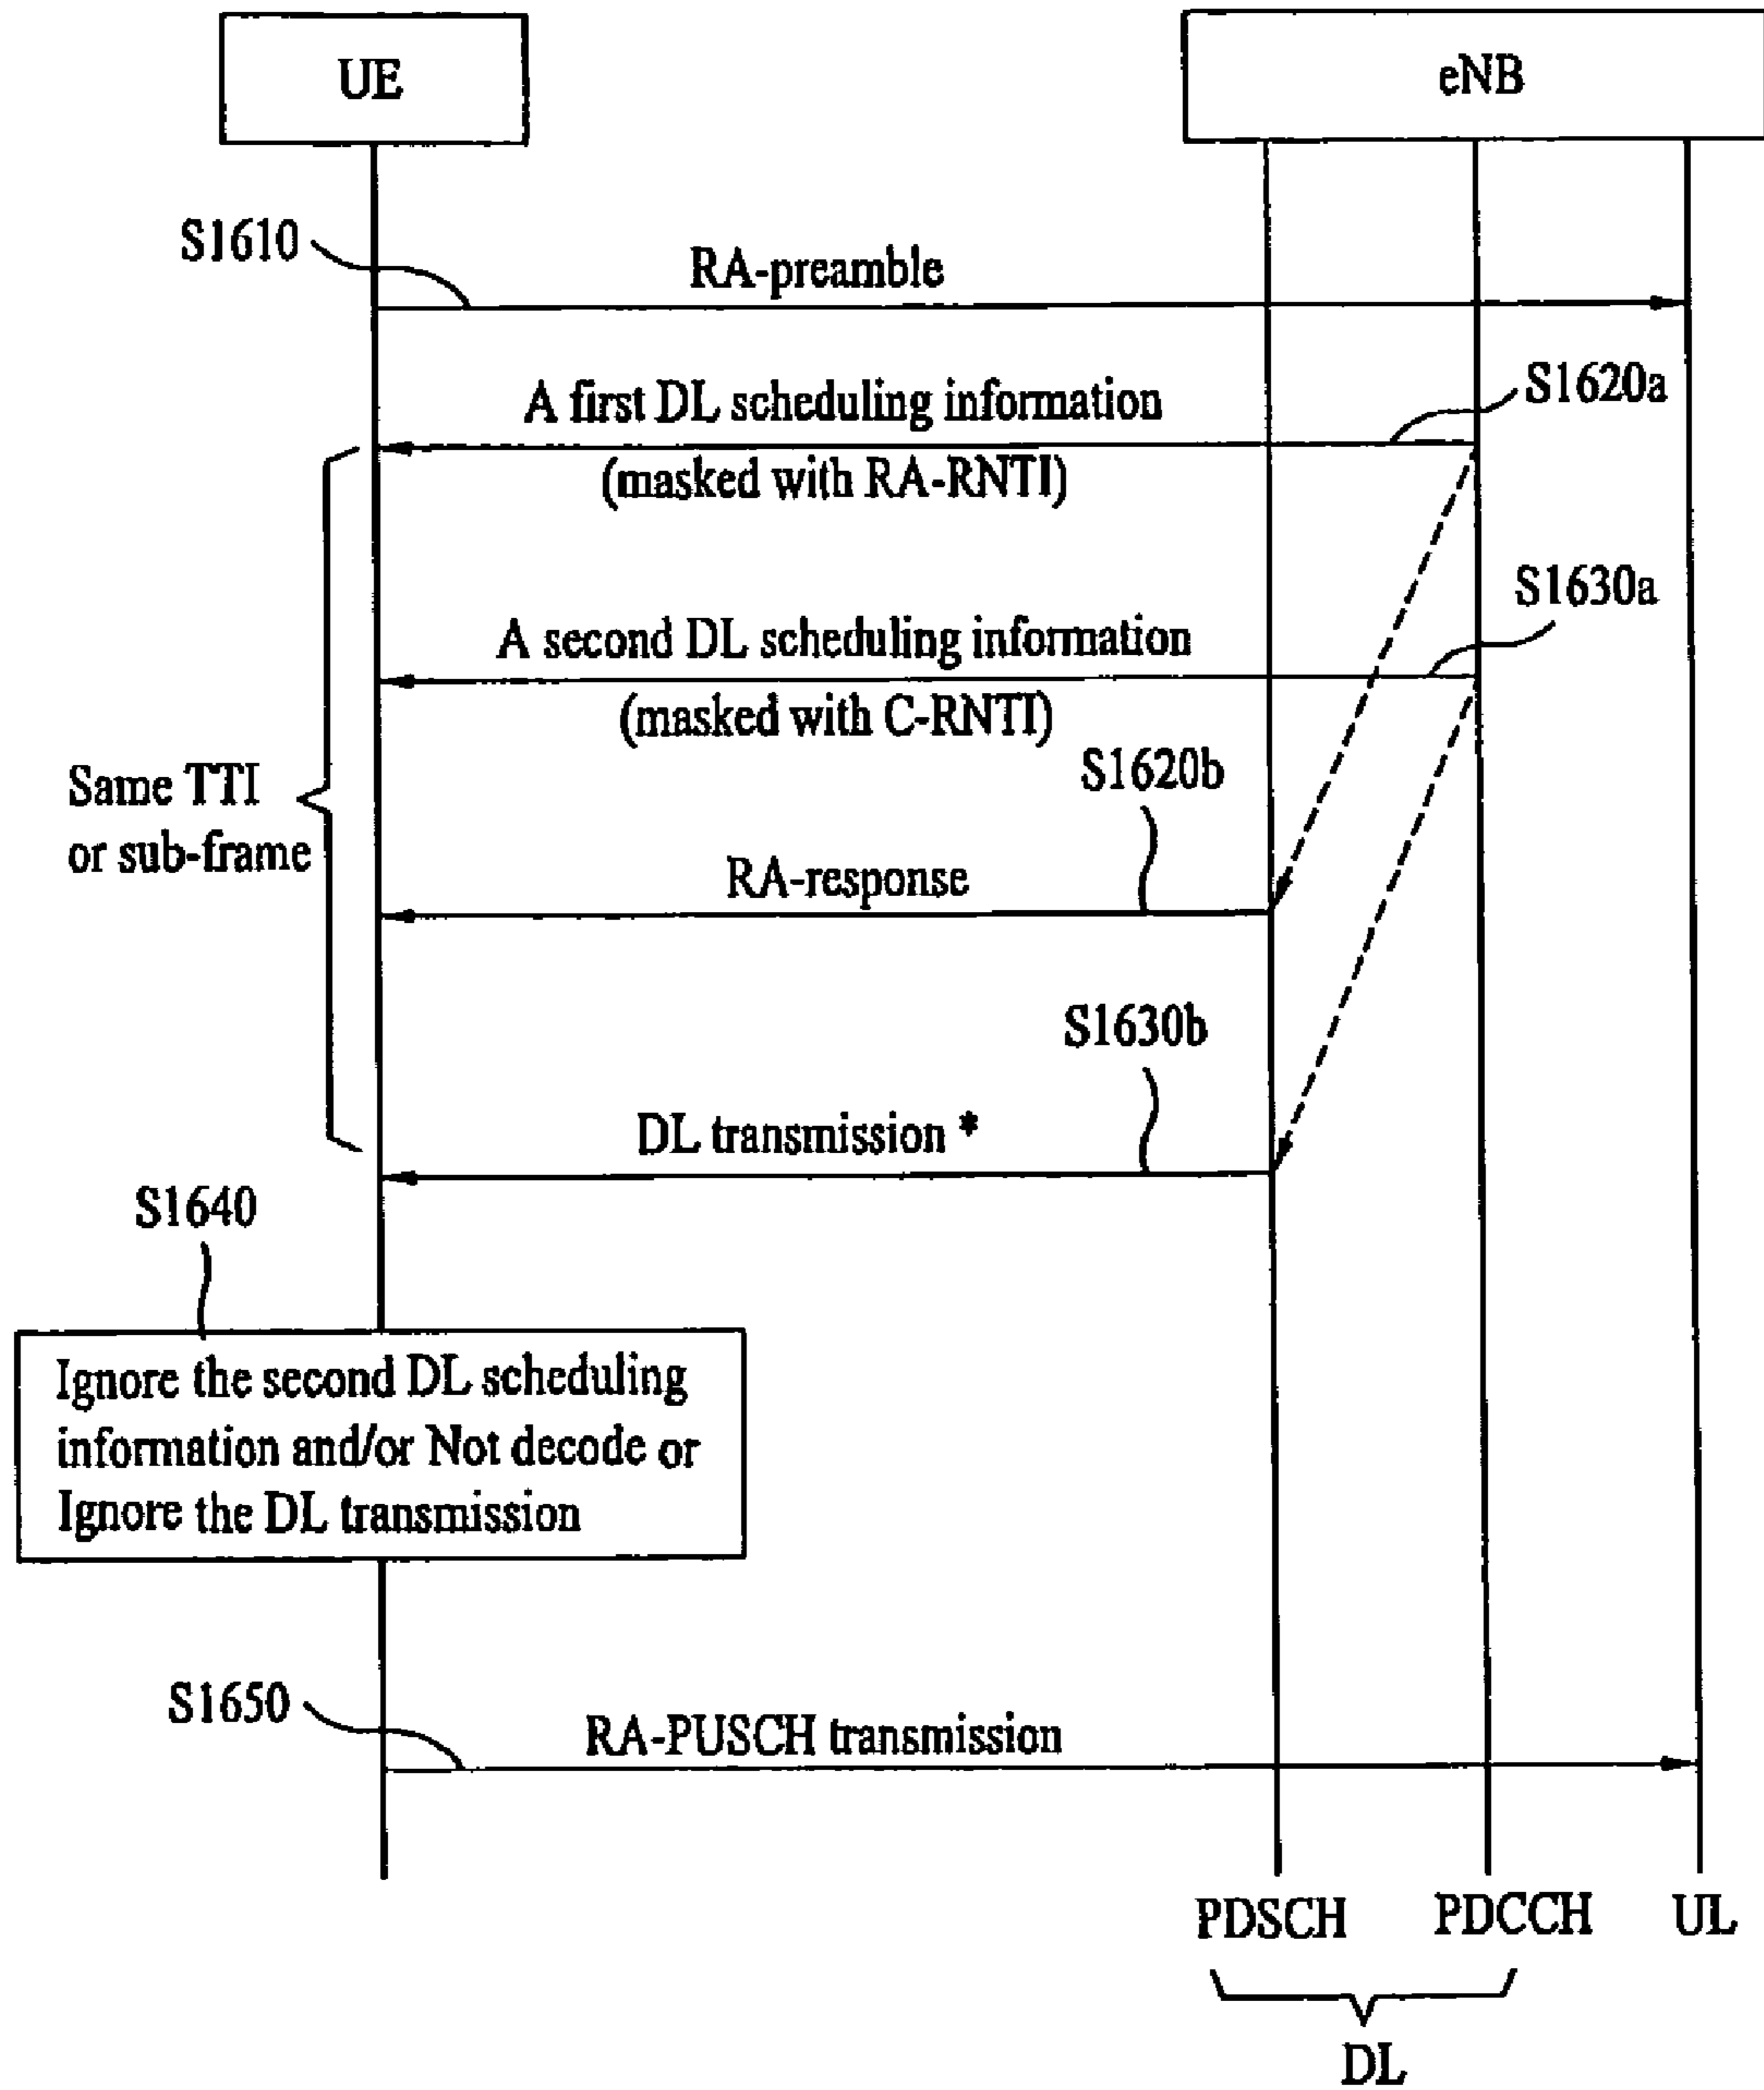 UE
eNB
S1610
RA-preamble
S1620a
A first DL scheduling information
(masked with RA-RNTI)
S1630a
A second DL scheduling information
(masked with C-RNTI)
Same TTI
or sub-frame
S1620b
RA-response
S1630b
DL transmission *
S1640
Ignore the second DL scheduling
information and/or Not decode or
Ignore the DL transmission
S1650
RA-PUSCH transmission
PDSCH
PDCCH
UL
DL